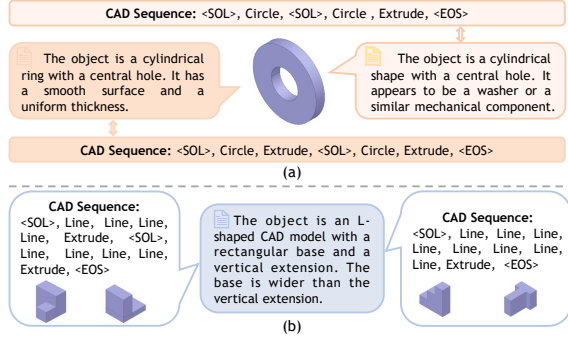 CAD Sequence: <SOL>, Circle, <SOL>, Circle , Extrude, <EOS>
The object is a cylindrical
ring with a central hole. It has
a smooth surface and a
uniform thickness.
The object is a cylindrical
shape with a central hole. It
appears to be a washer or a
similar mechanical component.
CAD Sequence: <SOL>, Circle, Extrude, <SOL>, Circle, Extrude, <EOS>
(a)
CAD Sequence:
<SOL>, Line, Line, Line,
Line, Extrude, <SOL>,
Line, Line, Line, Line,
Extrude, <EOS>
The object is an L-
shaped CAD model with a
rectangular base and a
vertical extension. The
base is wider than the
vertical extension.
CAD Sequence:
<SOL>, Line, Line, Line,
Line, Line, Line, Line,
Line, Extrude, <EOS>
(b)